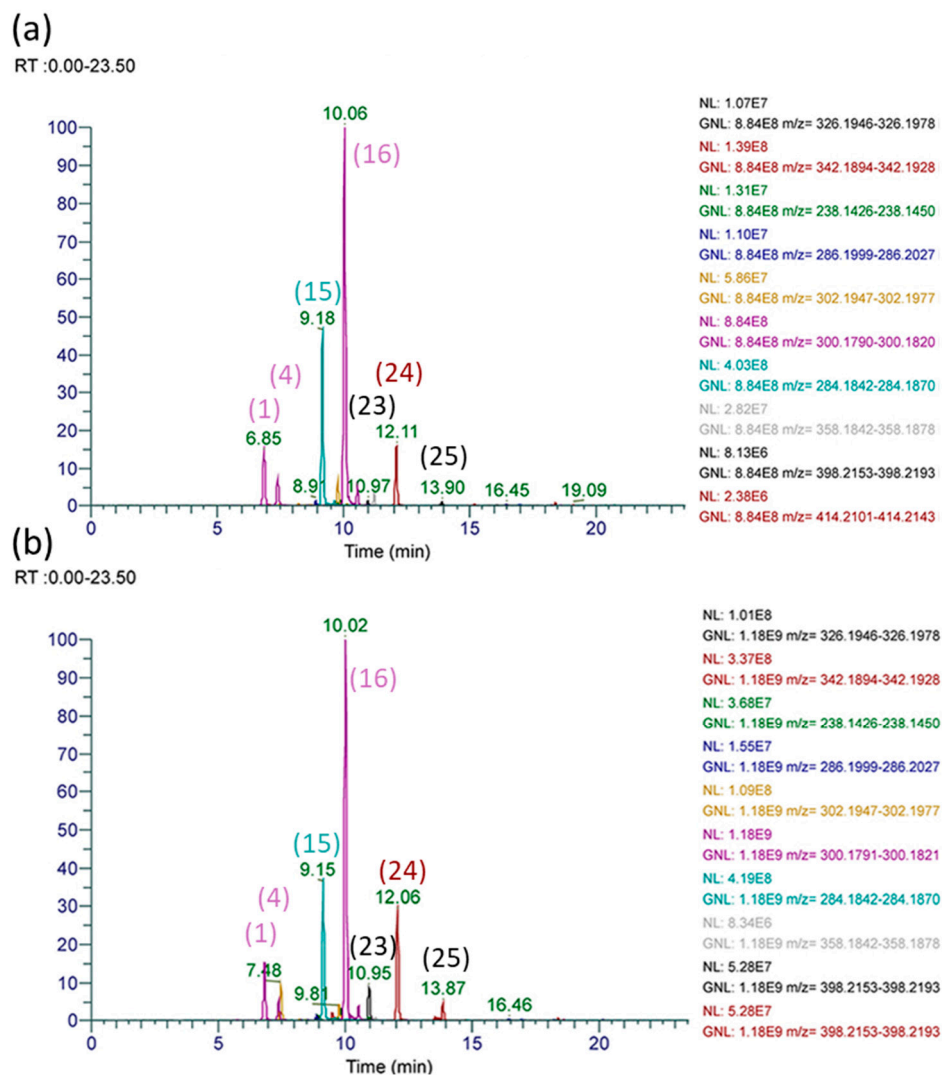 (a)
RT :0.00-23.50
10.06
(16)
(15)
9.18
(4)
(1)
6.85
(24)
(23)
12.11
(25)
8.9
10.97
13.90
16.45
19.09
100
90
80
70
60
50
40
30
20
10
0
0
5
10
15
20
Time (min)
NL: 1.07E7
GNL: 8.84E8 m/z= 326.1946-326.1978
NL: 1.39E8
GNL: 8.84E8 m/z= 342.1894-342.1928
NL: 1.31E7
GNL: 8.84E8 m/z= 238.1426-238.1450
NL: 1.10E7
GNL: 8.84E8 m/z= 286.1999-286.2027
NL: 5.86E7
GNL: 8.84E8 m/z= 302.1947-302.1977
NL: 8.84E8
GNL: 8.84E8 m/z= 300.1790-300.1820
NL: 4.03E8
GNL: 8.84E8 m/z= 284.1842-284.1870
NL: 2.82E7
GNL: 8.84E8 m/z= 358.1842-358.1878
NL: 8.13E6
GNL: 8.84E8 m/z= 398.2153-398.2193
NL: 2.38E6
GNL: 8.84E8 m/z= 414.2101-414.2143
(b)
RT :0.00-23.50
10.02
(16)
(15)
9.15
(4)
(1)
7.48
(24)
12.06
(23)
10.95
(25)
13.87
9.81
16.46
100
90
80
70
60
50
40
30
20
10
0
0
5
10
15
20
Time (min)
NL: 1.01E8
GNL: 1.18E9 m/z= 326.1946-326.1978
NL: 3.37E8
GNL: 1.18E9 m/z= 342.1894-342.1928
NL: 3.68E7
GNL: 1.18E9 m/z= 238.1426-238.1450
NL: 1.55E7
GNL: 1.18E9 m/z= 286.1999-286.2027
NL: 1.09E8
GNL: 1.18E9 m/z= 302.1947-302.1977
NL: 1.18E9
GNL: 1.18E9 m/z= 300.1791-300.1821
NL: 4.19E8
GNL: 1.18E9 m/z= 284.1842-284.1870
NL: 8.34E6
GNL: 1.18E9 m/z= 358.1842-358.1878
NL: 5.28E7
GNL: 1.18E9 m/z= 398.2153-398.2193
NL: 5.28E7
GNL: 1.18E9 m/z= 398.2153-398.2193